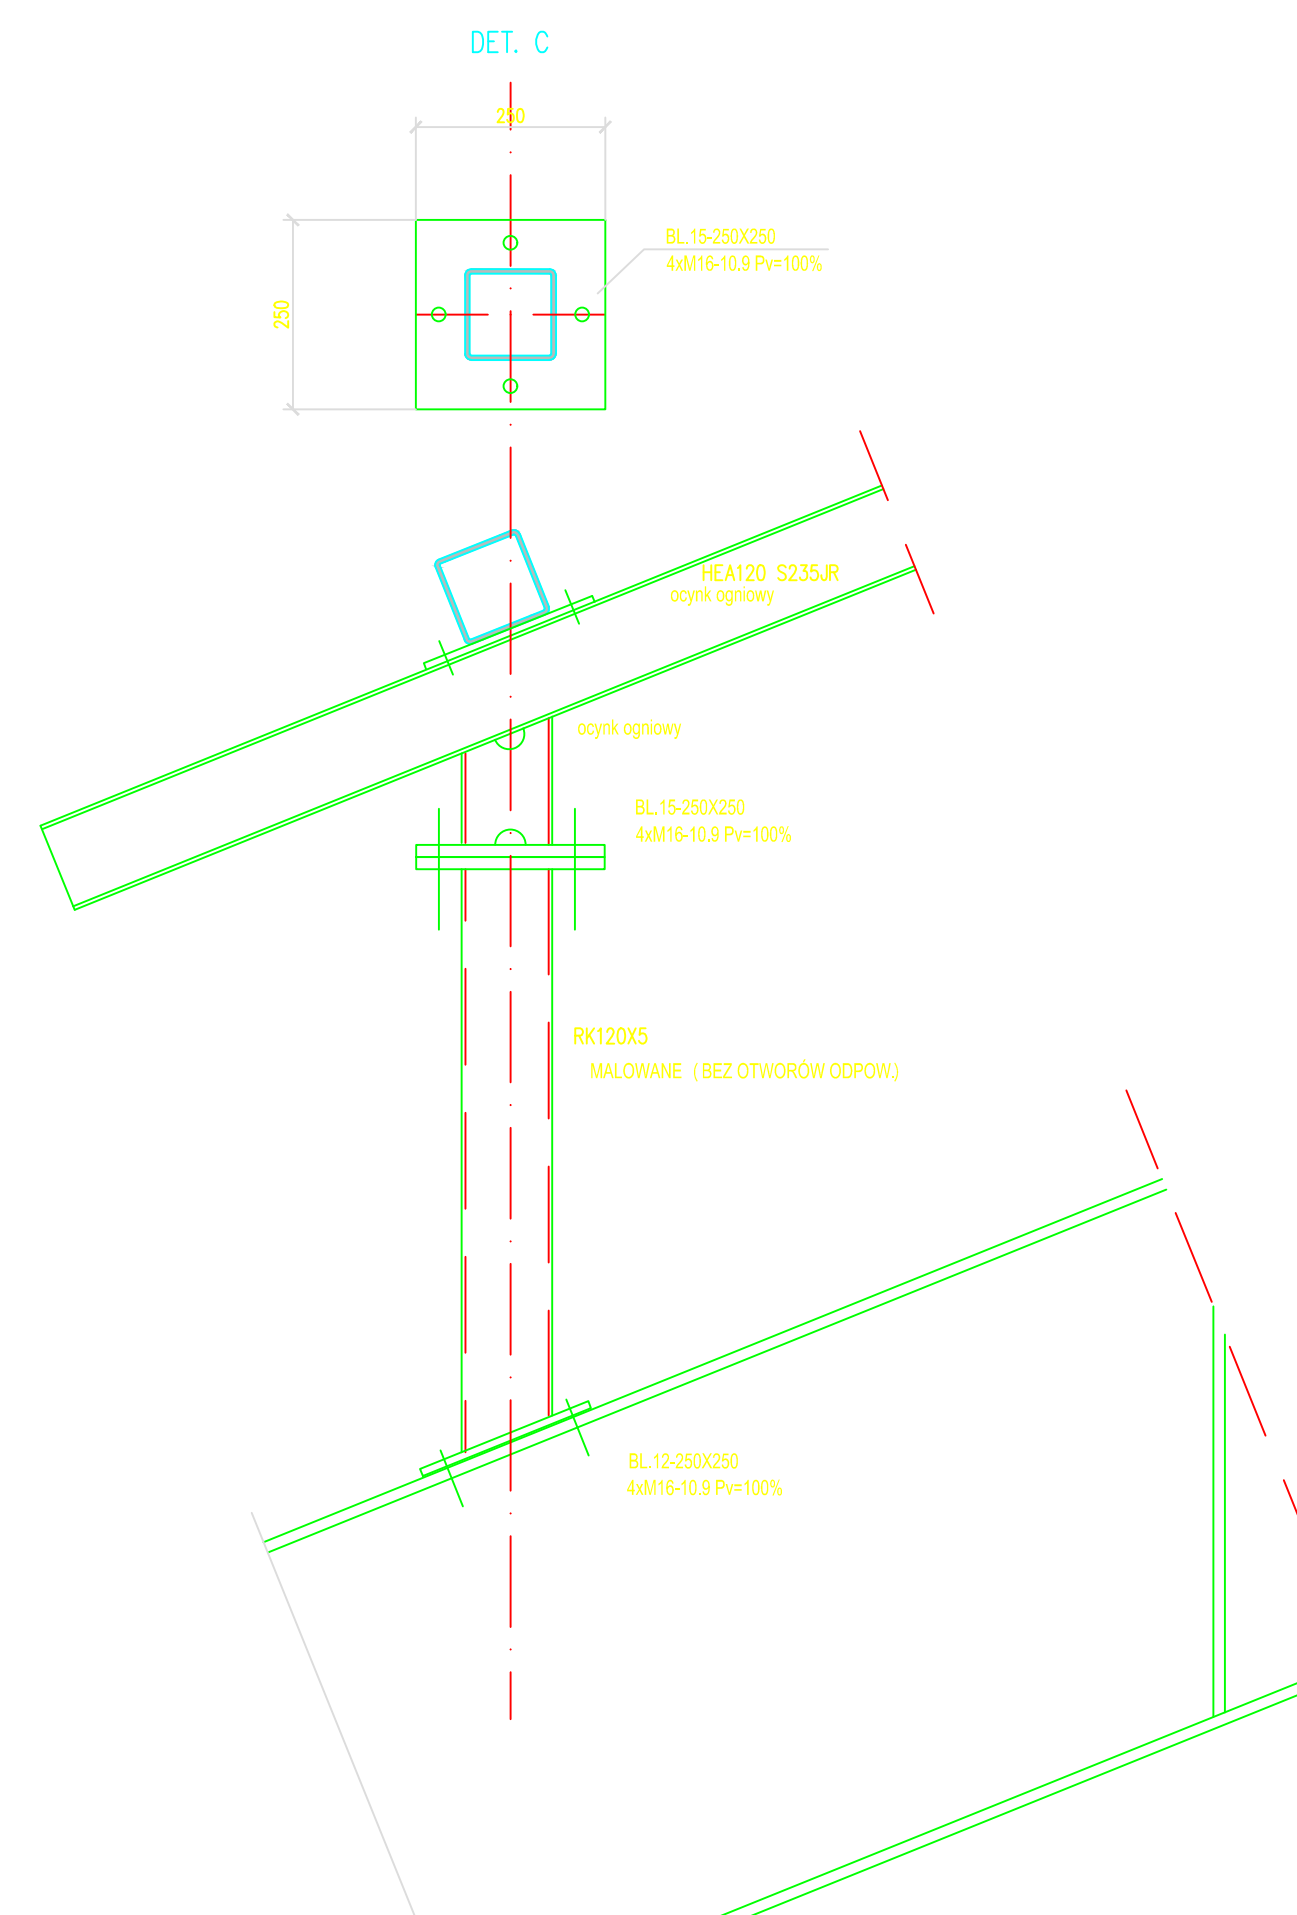 DET. C
250
250
BL.15-250X250
4xM16-10.9 Pv=100%
HEA120 S235JR
ocynk ogniowy
ocynk ogniowy
BL.15-250X250
4xM16-10.9 Pv=100%
RK120X5
MALOWANE ( BEZ OTWORÓW ODPOW.)
BL.12-250X250
4xM16-10.9 Pv=100%